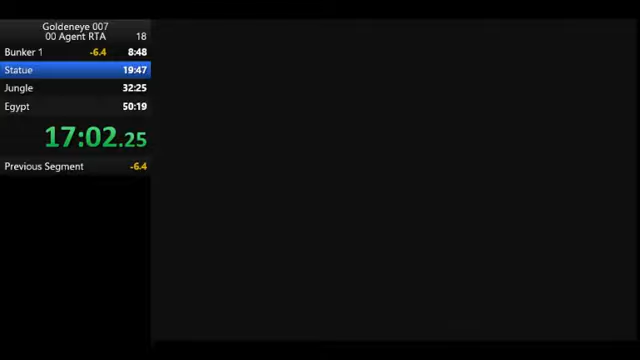 Goldeneye 007
00 Agent RTA 18
Bunker 1 -6.4 8:48
Statue 19:47
Jungle 32:25
Egypt 50:19
17:02.25
Previous Segment -6.4